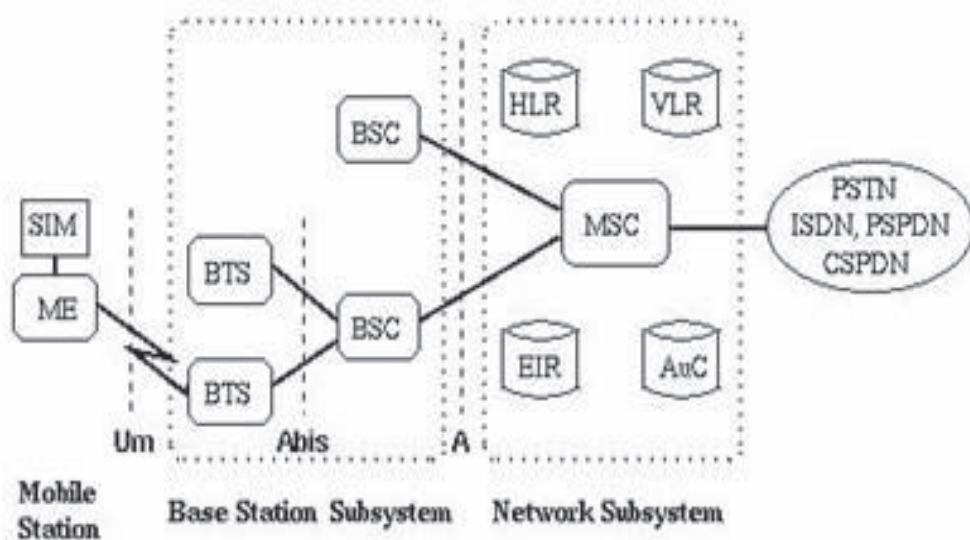 HLR
VLR
BSC
SIM
ME
BTS
BSC
BTS
MSC
PSTN
ISDN, PSPDN
CSPDN
EIR
AuC
Um
Abis
A
Mobile
Station
Base Station Subsystem
Network Subsystem